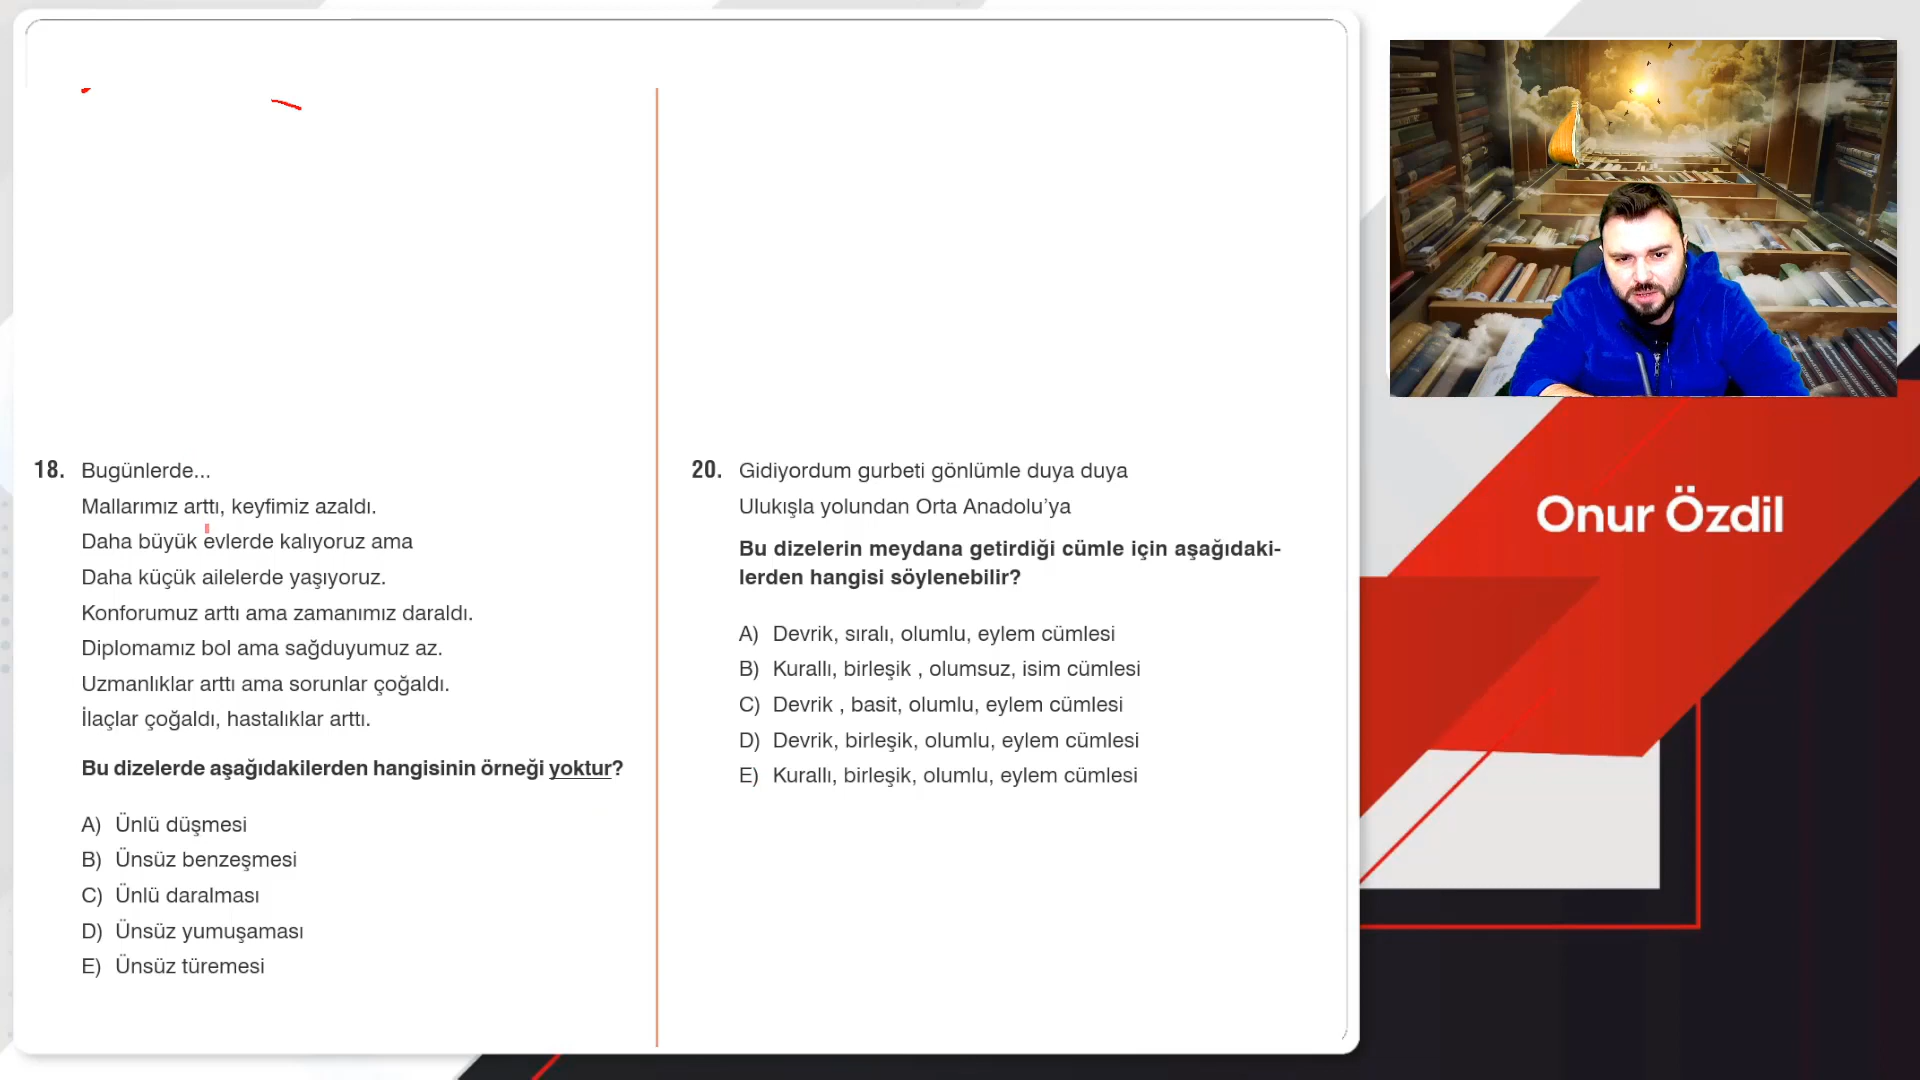 18. Bugünlerde...
Mallarımız arttı, keyfimiz azaldı.
Daha büyük evlerde kalıyoruz ama
Daha küçük ailelerde yaşıyoruz.
Konforumuz arttı ama zamanımız daraldı.
Diplomamız bol ama sağduyumuz az.
Uzmanlıklar arttı ama sorunlar çoğaldı.
İlaçlar çoğaldı, hastalıklar arttı.
Bu dizelerde aşağıdakilerden hangisinin örneği yoktur?
A) Ünlü düşmesi
B) Ünsüz benzeşmesi
C) Ünlü daralması
D) Ünsüz yumuşaması
E) Ünsüz türemesi
20. Gidiyordum gurbeti gönlümle duya duya
Ulukışla yolundan Orta Anadolu’ya
Bu dizelerin meydana getirdiği cümle için aşağıdaki-
lerden hangisi söylenebilir?
A) Devrik, sıralı, olumlu, eylem cümlesi
B) Kurallı, birleşik , olumsuz, isim cümlesi
C) Devrik , basit, olumlu, eylem cümlesi
D) Devrik, birleşik, olumlu, eylem cümlesi
E) Kurallı, birleşik, olumlu, eylem cümlesi
Onur Özdil